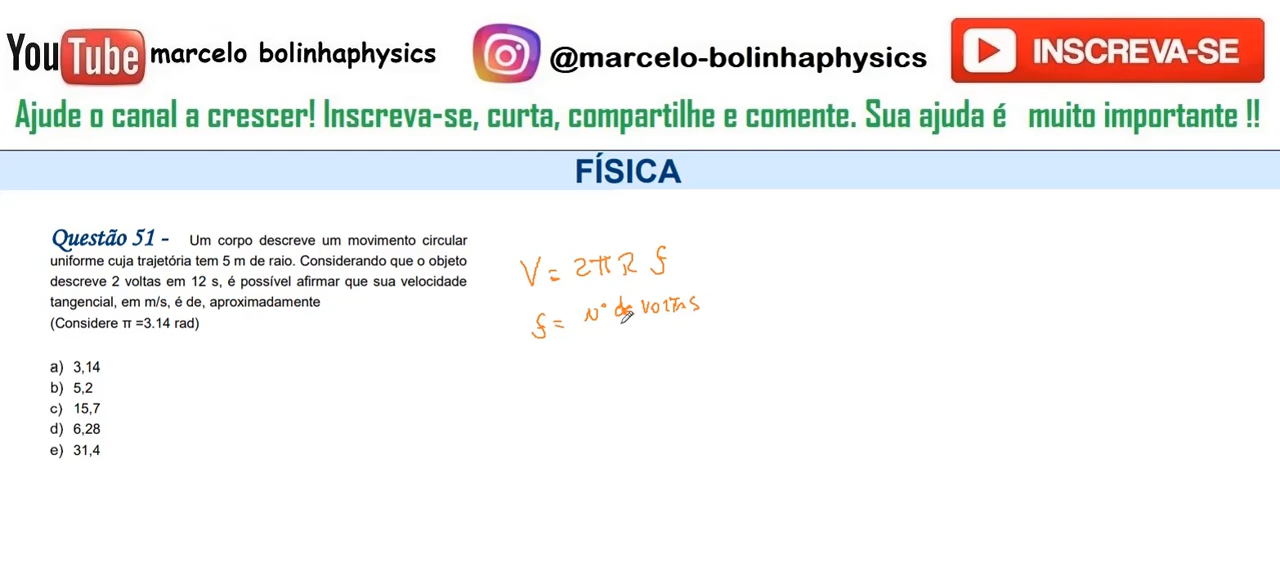 YouTube marcelo bolinhaphysics @marcelo-bolinhaphysics INSCREVA-SE
Ajude o canal a crescer! Inscreva-se, curta, compartilhe e comente. Sua ajuda é muito importante !!
FÍSICA
Questão 51 - Um corpo descreve um movimento circular
uniforme cuja trajetória tem 5 m de raio. Considerando que o objeto
descreve 2 voltas em 12 s, é possível afirmar que sua velocidade
tangencial, em m/s, é de, aproximadamente
(Considere π =3.14 rad)
a) 3,14
b) 5,2
c) 15,7
d) 6,28
e) 31,4
V = 2πR f
f = Nº de VOLTAS